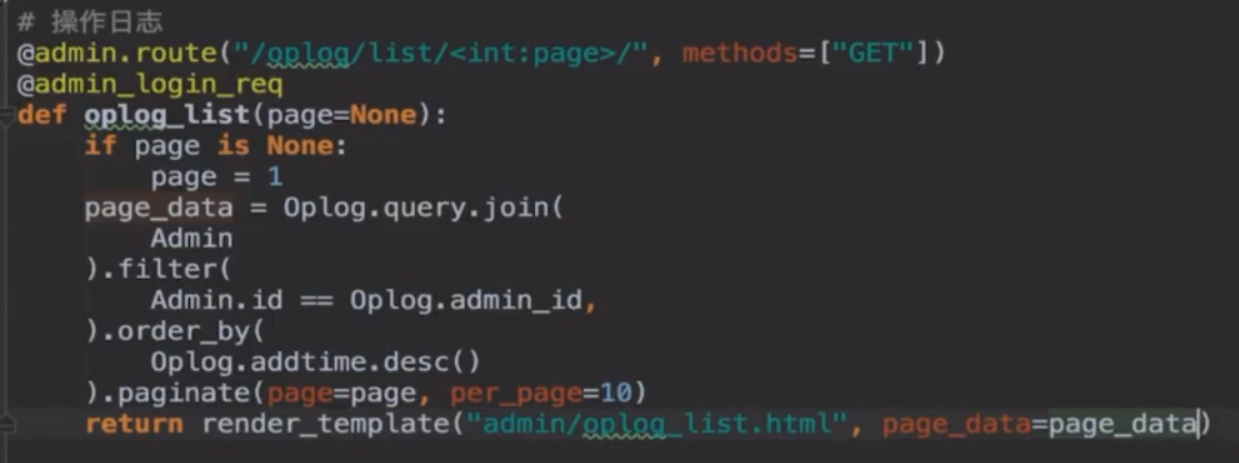 # 操作日志
@admin.route("/oplog/list/<int:page>/", methods=["GET"])
@admin_login_req
def oplog_list(page=None):
    if page is None:
        page = 1
    page_data = Oplog.query.join(
        Admin
    ).filter(
        Admin.id == Oplog.admin_id,
    ).order_by(
        Oplog.addtime.desc()
    ).paginate(page=page, per_page=10)
    return render_template("admin/oplog_list.html", page_data=page_data)